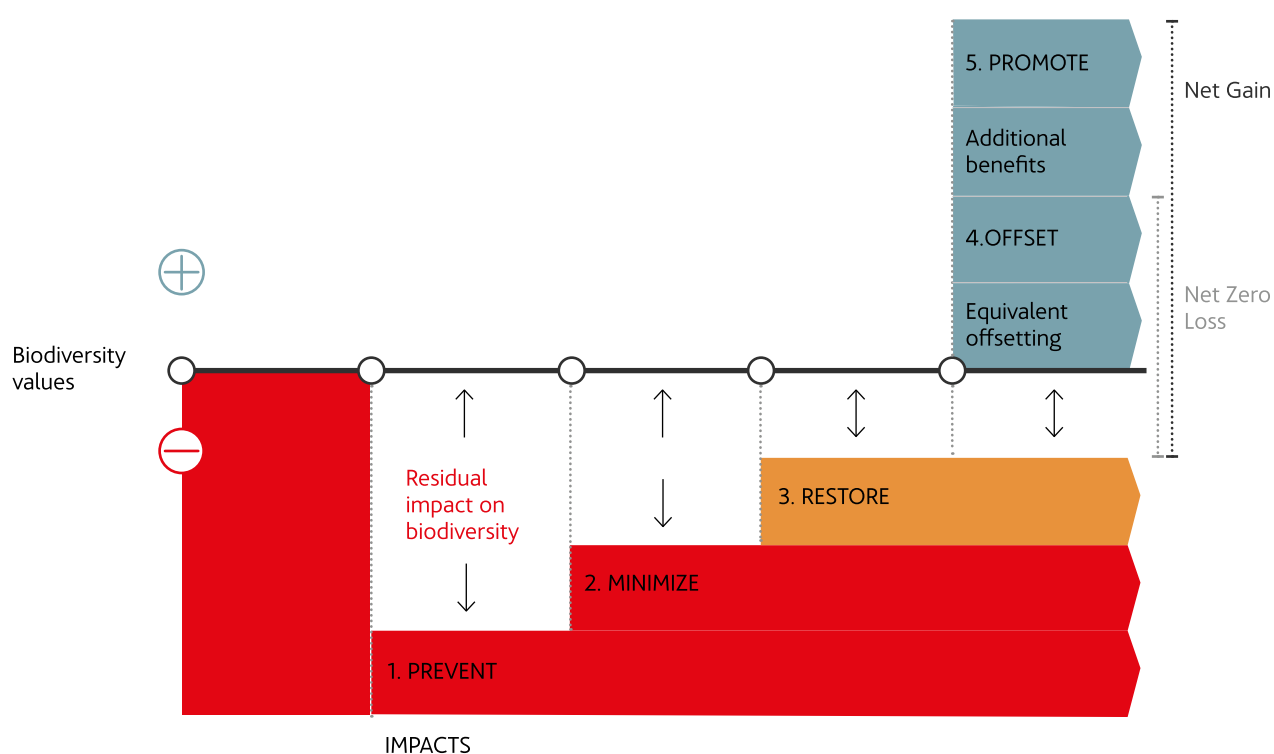 5. PROMOTE
Net Gain
Additional
benefits
4.OFFSET
Net Zero
Loss
Equivalent
offsetting
Biodiversity
values
Residual
impact on
biodiversity
3. RESTORE
2. MINIMIZE
1. PREVENT
IMPACTS